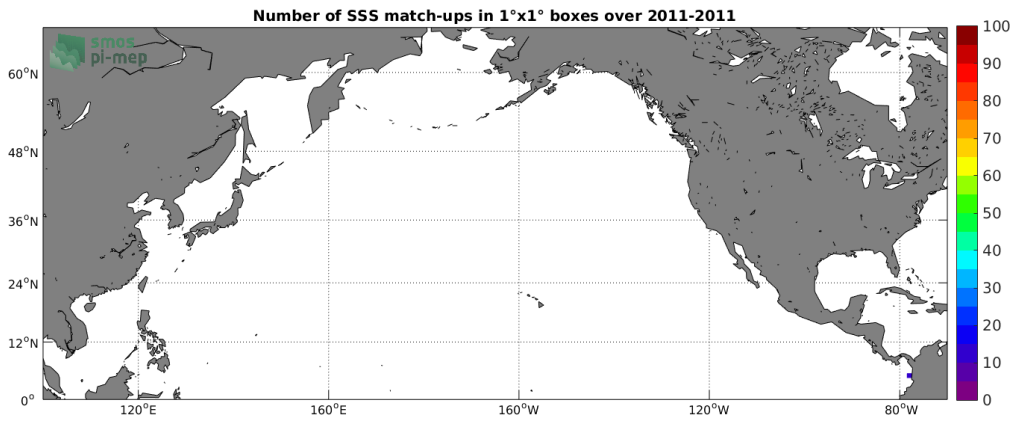 Number of SSS match-ups in 1°x1° boxes over 2011-2011
smos
pi-mep
60°N
48°N
36°N
24°N
12°N
0°
120°E
160°E
160°W
120°W
80°W
100
90
80
70
60
50
40
30
20
10
0